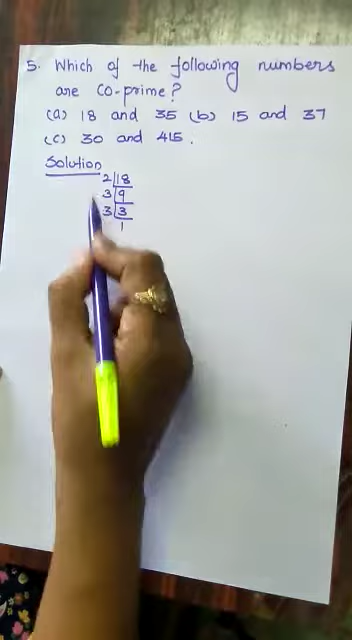 5. Which of the following numbers
are co-prime?
(a) 18 and 35 (b) 15 and 37
(c) 30 and 415.
Solution
2|18
3|9
3|3
1